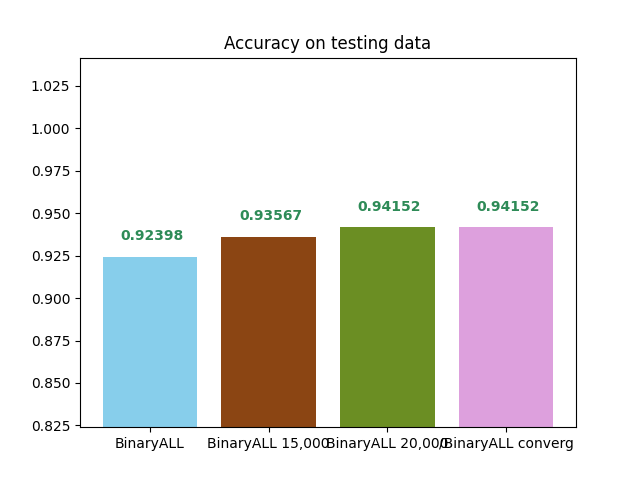 Accuracy on testing data
1.025
1.000
0.975
0.950
0.925
0.900
0.875
0.850
0.825
0.92398
0.93567
0.94152
0.94152
BinaryALL
BinaryALL 15,000
BinaryALL 20,000
/BinaryALL converg